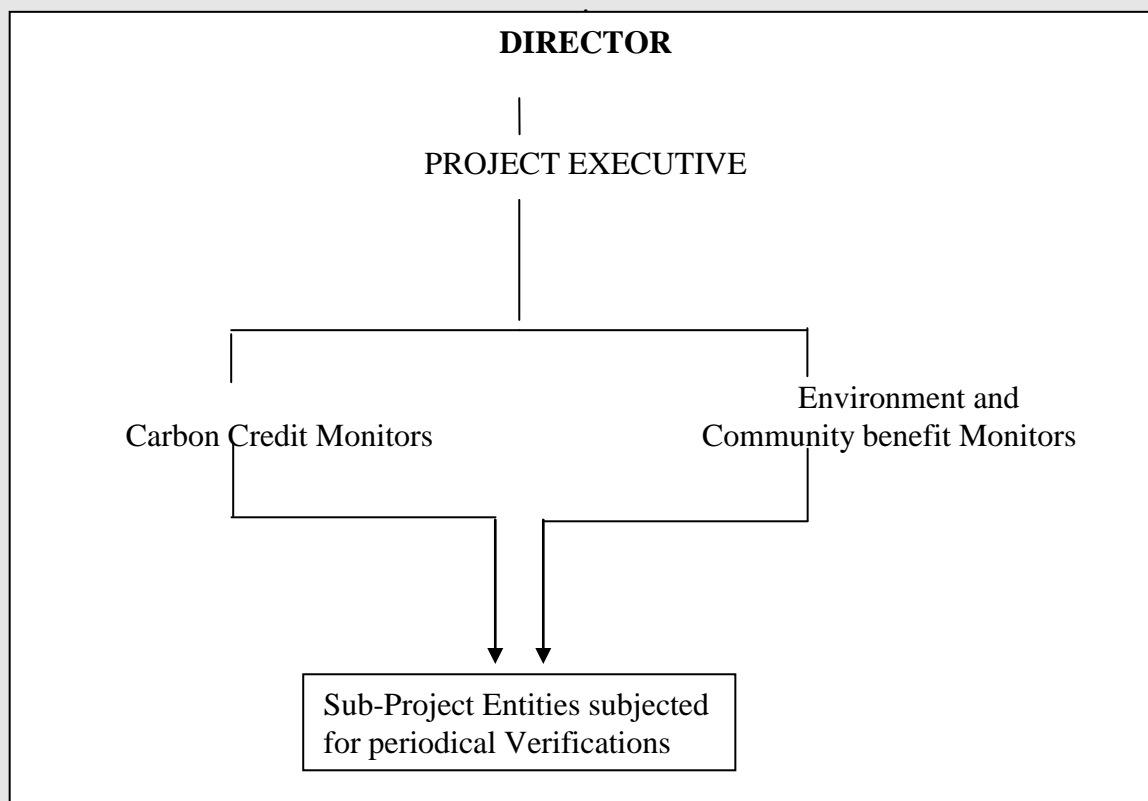 DIRECTOR
PROJECT EXECUTIVE
Carbon Credit Monitors
Environment and
Community benefit Monitors
Sub-Project Entities subjected
for periodical Verifications